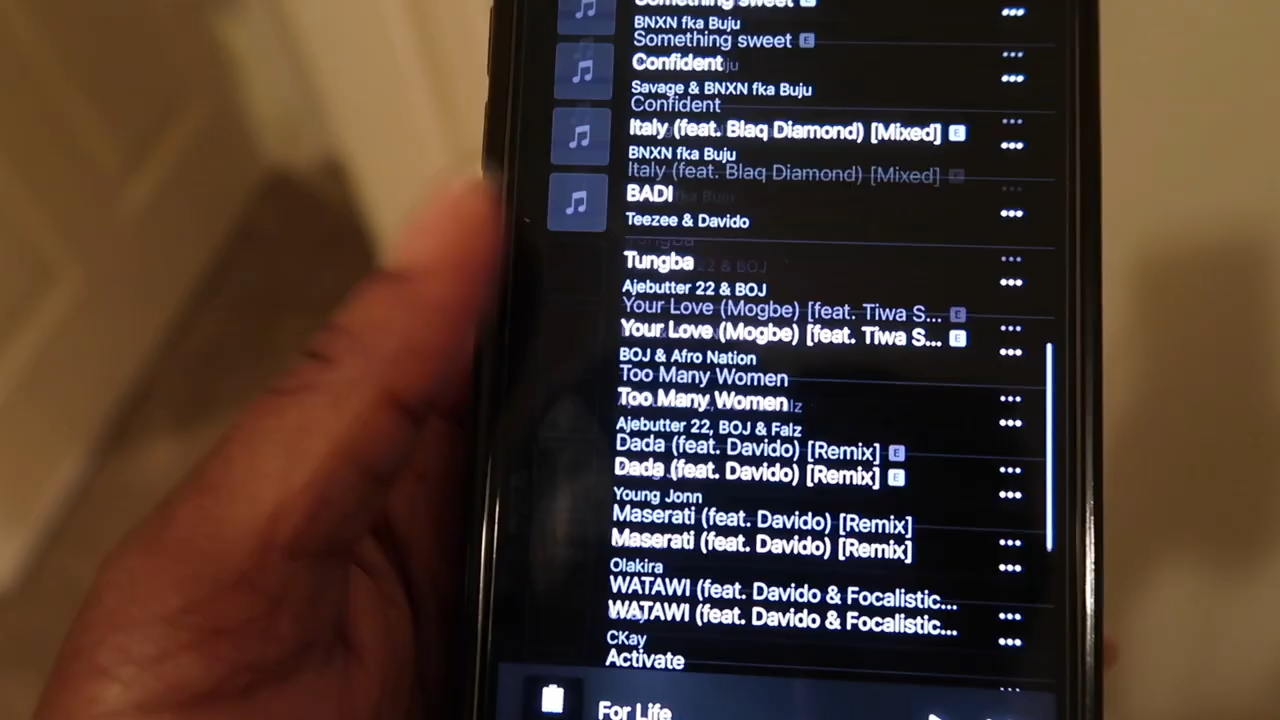 Something sweet E
BNXN fka Buju
Something sweet E
Confident
Savage & BNXN fka Buju
Confident
Italy (feat. Blaq Diamond) [Mixed] E
BNXN fka Buju
Italy (feat. Blaq Diamond) [Mixed]
BADI
Teezee & Davido
Tungba
Tungba
Ajebutter 22 & BOJ
Your Love (Mogbe) [feat. Tiwa S... E
Your Love (Mogbe) [feat. Tiwa S... E
BOJ & Afro Nation
Too Many Women
Too Many Women
Ajebutter 22, BOJ & Falz
Dada (feat. Davido) [Remix] E
Dada (feat. Davido) [Remix] E
Young Jonn
Maserati (feat. Davido) [Remix]
Maserati (feat. Davido) [Remix]
Olakira
WATAWI (feat. Davido & Focalistic...
WATAWI (feat. Davido & Focalistic...
CKay
Activate
For Life